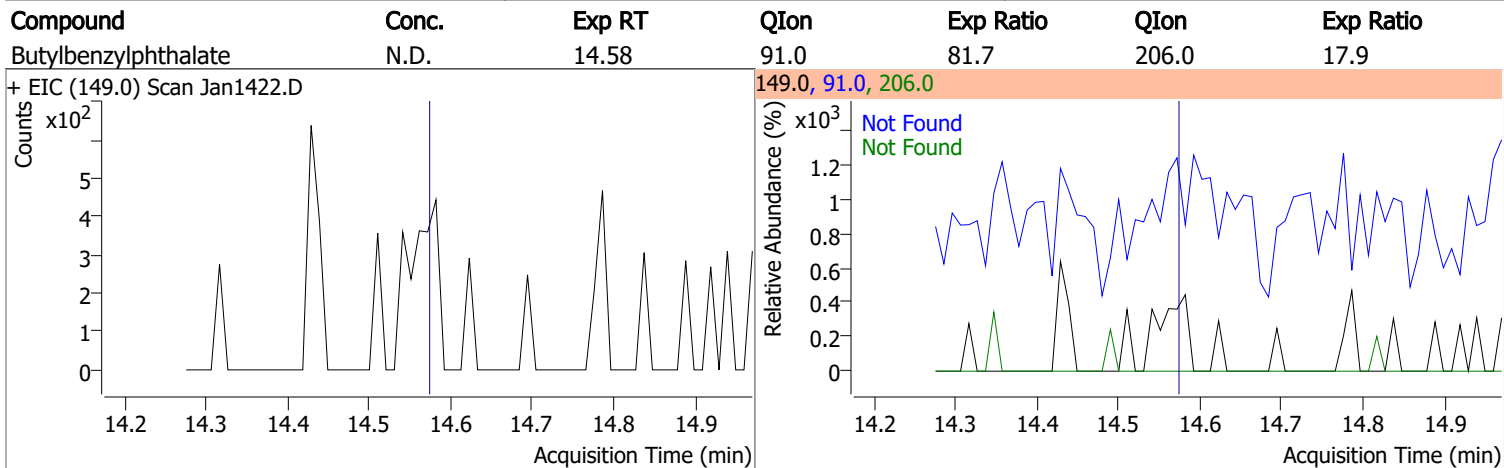 Compound Conc. Exp RT QIon Exp Ratio QIon Exp Ratio
Butylbenzylphthalate N.D. 14.58 91.0 81.7 206.0 17.9
+ EIC (149.0) Scan Jan1422.D
Counts
x10²
5
4
3
2
1
0
14.2 14.3 14.4 14.5 14.6 14.7 14.8 14.9
Acquisition Time (min)
149.0, 91.0, 206.0
Relative Abundance (%)
x10³
Not Found
Not Found
1.2
1
0.8
0.6
0.4
0.2
0
14.2 14.3 14.4 14.5 14.6 14.7 14.8 14.9
Acquisition Time (min)